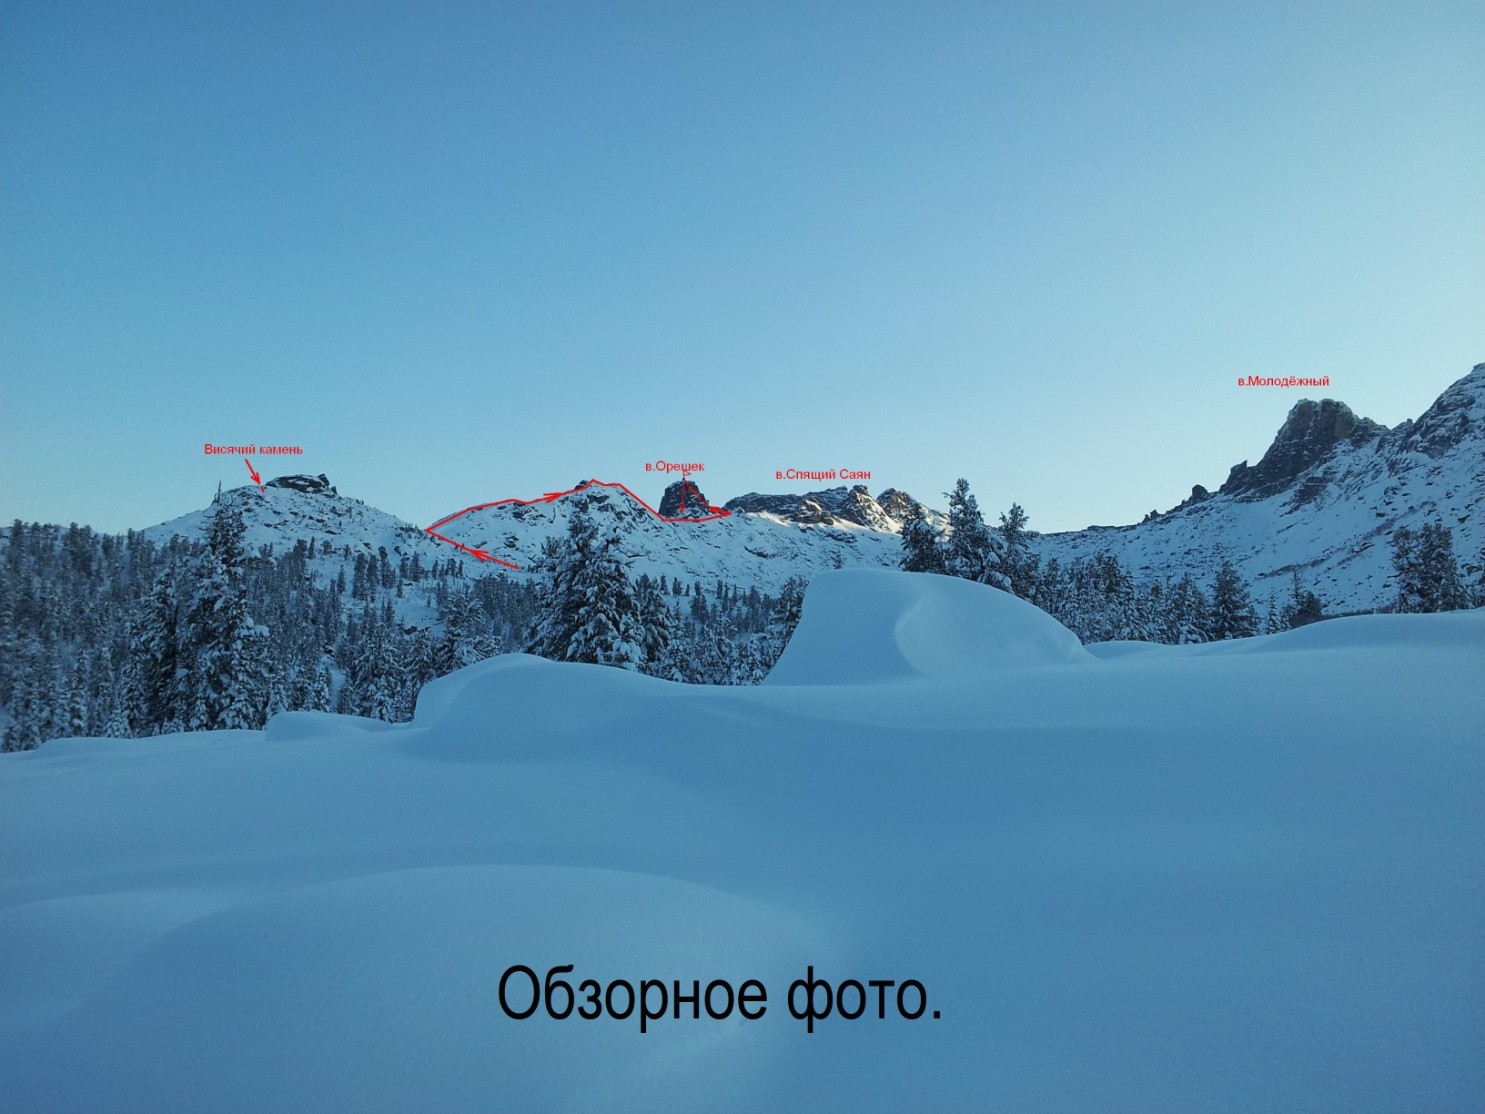 в.Молодёжный
Висячий камень
в.Орешек
в.Спящий Саян
Обзорное фото.